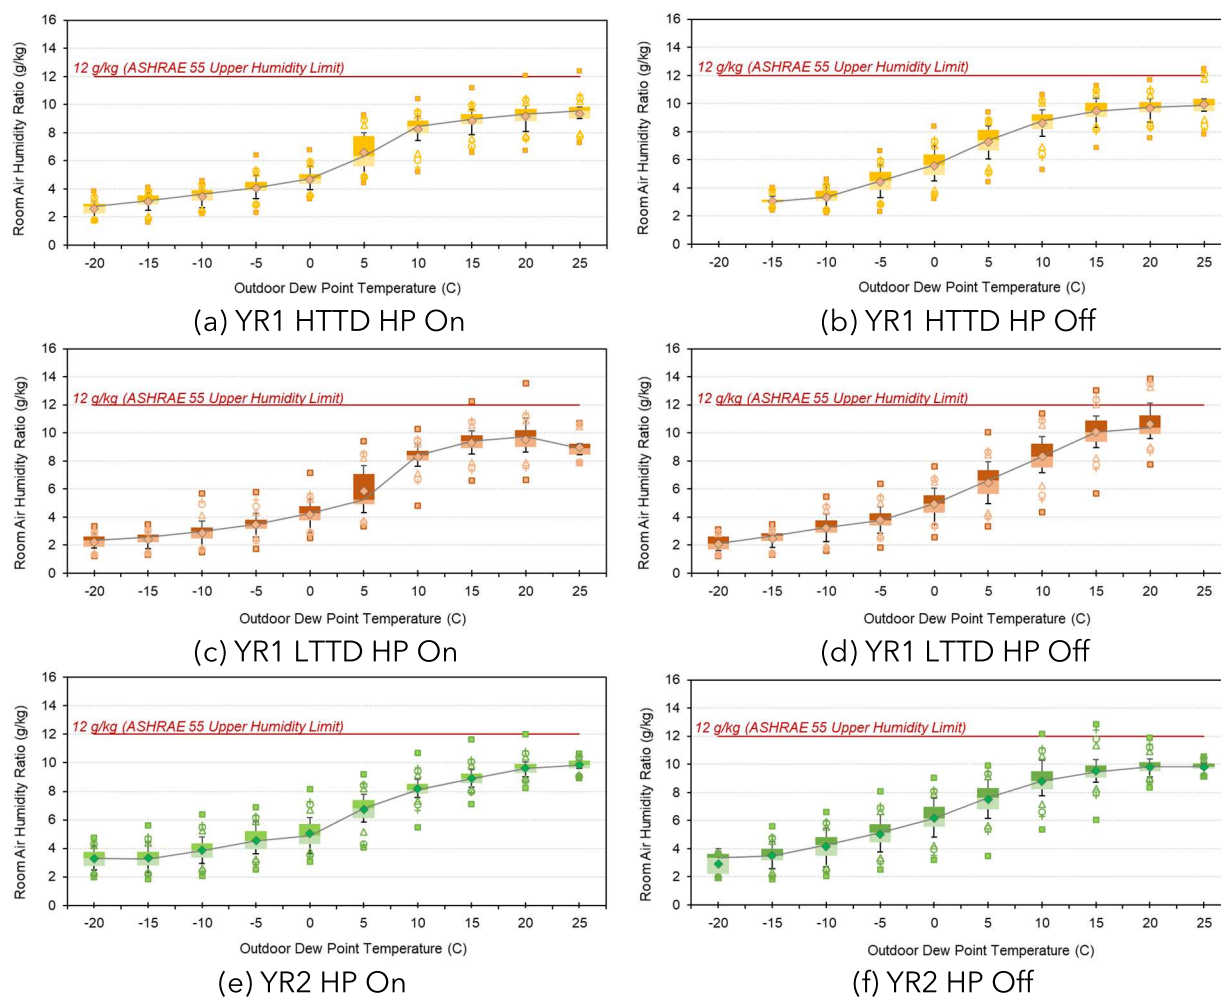 Room Air Humidity Ratio (g/kg)
16
14
12
10
8
6
4
2
0
12 g/kg (ASHRAE 55 Upper Humidity Limit)
-20 -15 -10 -5 0 5 10 15 20 25
Outdoor Dew Point Temperature (C)
(a) YR1 HTTD HP On
Room Air Humidity Ratio (g/kg)
16
14
12
10
8
6
4
2
0
12 g/kg (ASHRAE 55 Upper Humidity Limit)
-20 -15 -10 -5 0 5 10 15 20 25
Outdoor Dew Point Temperature (C)
(b) YR1 HTTD HP Off
Room Air Humidity Ratio (g/kg)
16
14
12
10
8
6
4
2
0
12 g/kg (ASHRAE 55 Upper Humidity Limit)
-20 -15 -10 -5 0 5 10 15 20 25
Outdoor Dew Point Temperature (C)
(c) YR1 LTTD HP On
Room Air Humidity Ratio (g/kg)
16
14
12
10
8
6
4
2
0
12 g/kg (ASHRAE 55 Upper Humidity Limit)
-20 -15 -10 -5 0 5 10 15 20 25
Outdoor Dew Point Temperature (C)
(d) YR1 LTTD HP Off
Room Air Humidity Ratio (g/kg)
16
14
12
10
8
6
4
2
0
12 g/kg (ASHRAE 55 Upper Humidity Limit)
-20 -15 -10 -5 0 5 10 15 20 25
Outdoor Dew Point Temperature (C)
(e) YR2 HP On
Room Air Humidity Ratio (g/kg)
16
14
12
10
8
6
4
2
0
12 g/kg (ASHRAE 55 Upper Humidity Limit)
-20 -15 -10 -5 0 5 10 15 20 25
Outdoor Dew Point Temperature (C)
(f) YR2 HP Off